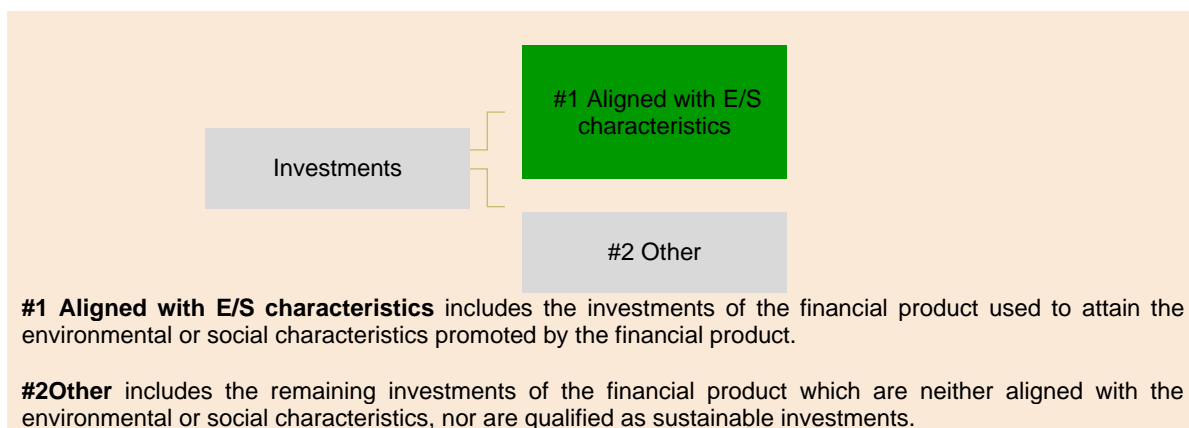 #1 Aligned with E/S
characteristics
Investments
#2 Other
#1 Aligned with E/S characteristics includes the investments of the financial product used to attain the
environmental or social characteristics promoted by the financial product.
#2Other includes the remaining investments of the financial product which are neither aligned with the
environmental or social characteristics, nor are qualified as sustainable investments.